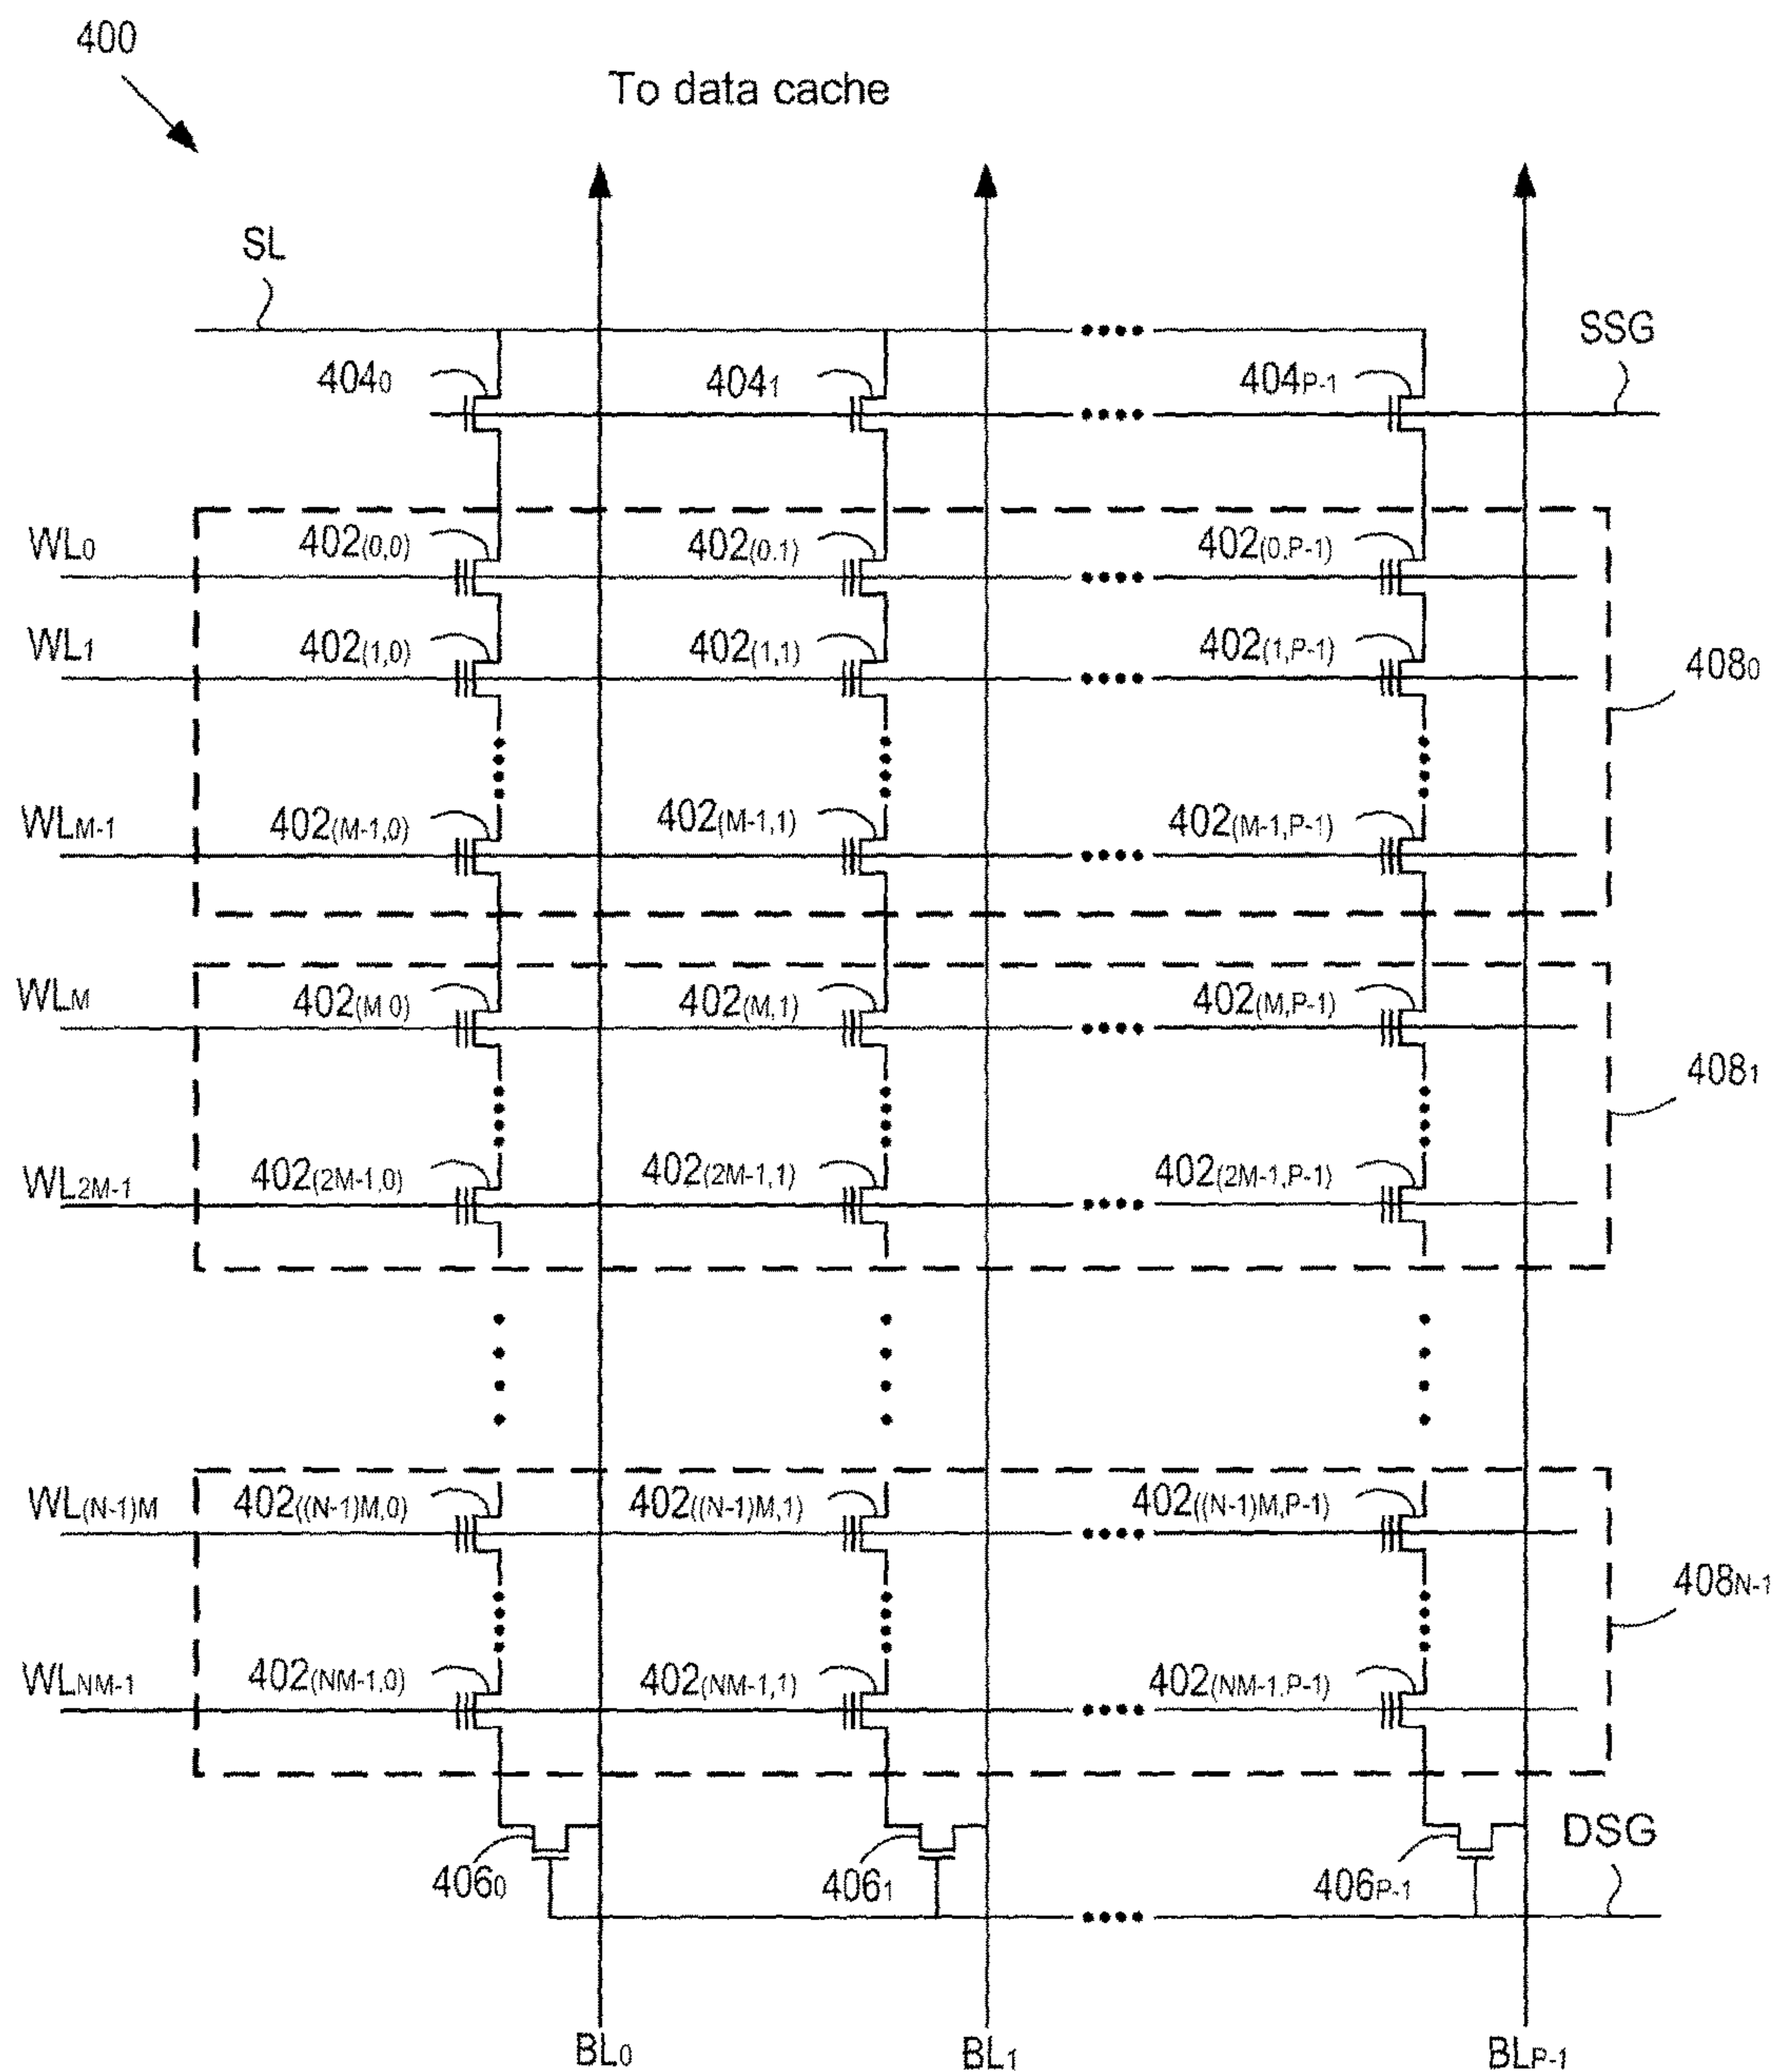 400
To data cache
SL
SSG
404₀ 404₁ 404P-1
WL₀ 402(0,0) 402(0.1) 402(0,P-1)
WL₁ 402(1,0) 402(1,1) 402(1,P-1)
408₀
WLM-1 402(M-1,0) 402(M-1,1) 402(M-1,P-1)
WLM 402(M 0) 402(M,1) 402(M,P-1)
408₁
WL2M-1 402(2M-1,0) 402(2M-1,1) 402(2M-1,P-1)
WL(N-1)M 402((N-1)M,0) 402((N-1)M,1) 402((N-1)M,P-1)
408N-1
WLNM-1 402(NM-1,0) 402(NM-1,1) 402(NM-1.P-1)
DSG
406₀ 406₁ 406P-1
BL₀ BL₁ BLP-1